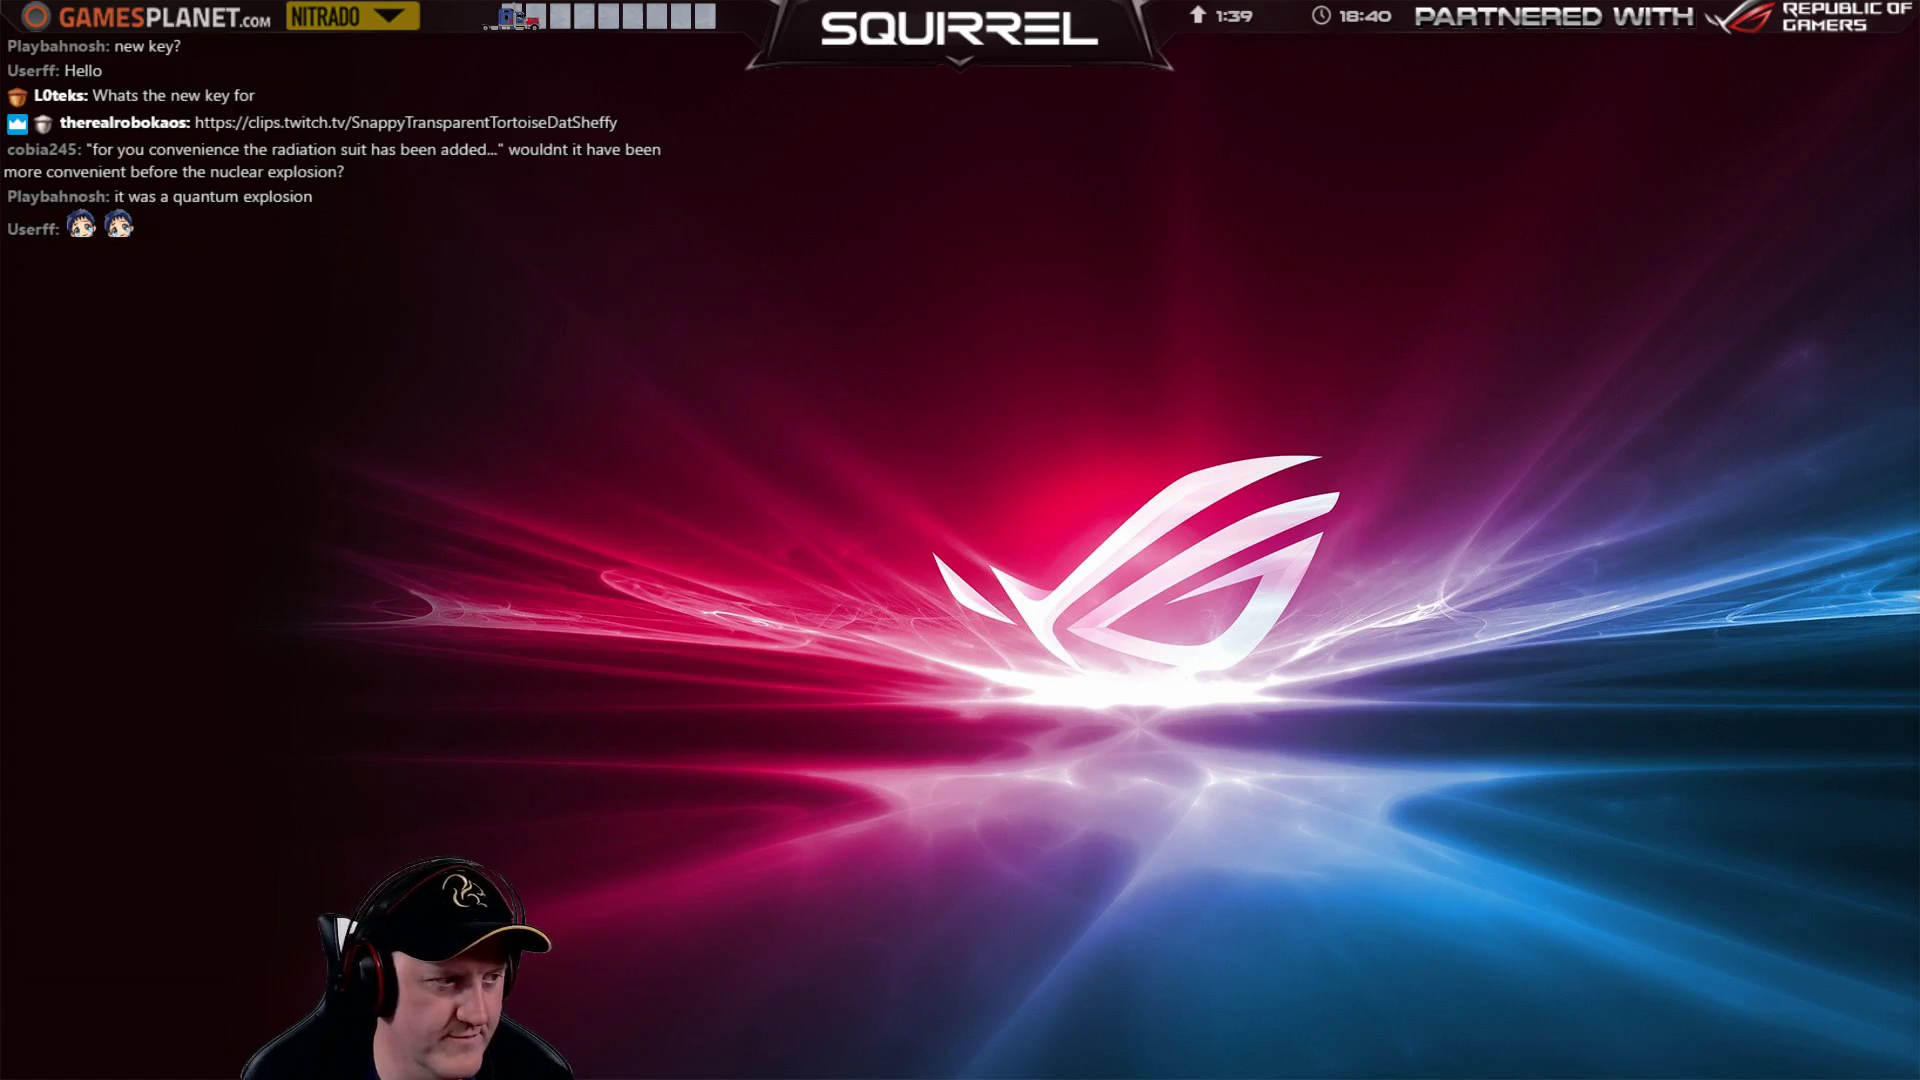 GAMESPLANET.COM NITRADO SQUIRREL 1:39 18:40 PARTNERED WITH REPUBLIC OF GAMERS
Playbahnosh: new key?
Userff: Hello
L0teks: Whats the new key for
therealrobokaos: https://clips.twitch.tv/SnappyTransparentTortoiseDatSheffy
cobia245: "for you convenience the radiation suit has been added..." wouldnt it have been
more convenient before the nuclear explosion?
Playbahnosh: it was a quantum explosion
Userff: